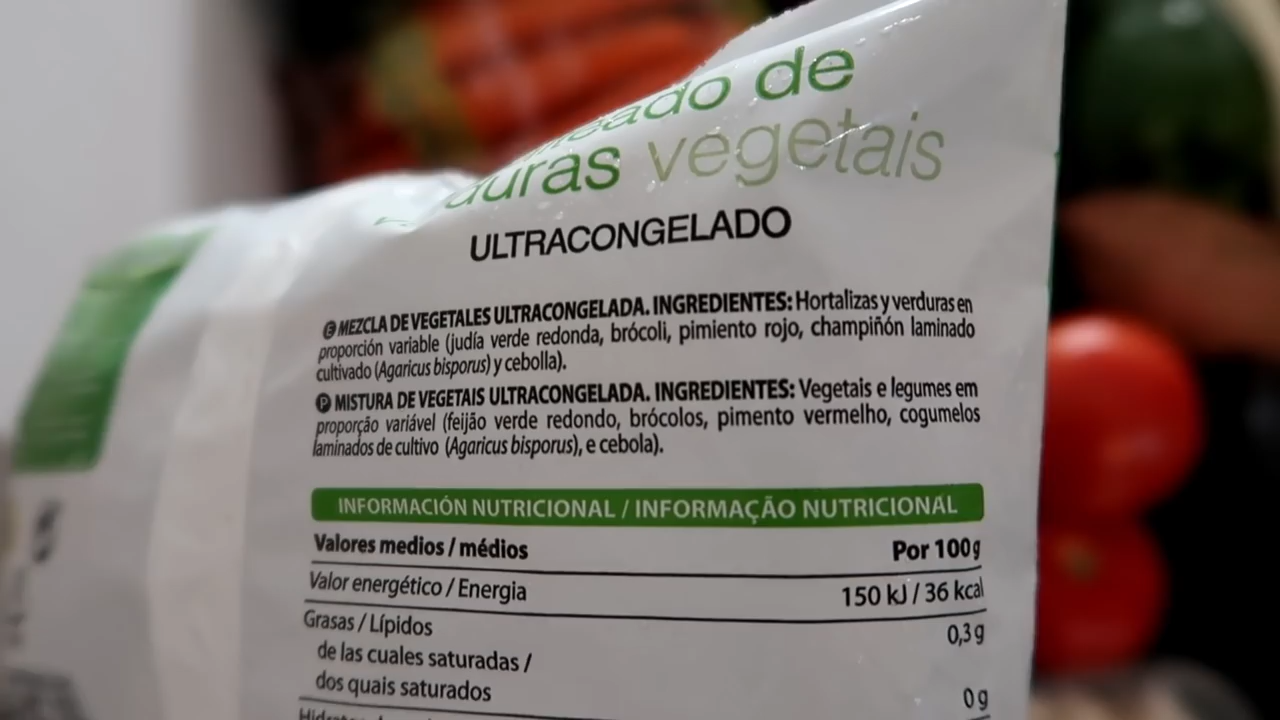 de
vegetais
ULTRACONGELADO
Ⓔ MEZCLA DE VEGETALES ULTRACONGELADA. INGREDIENTES: Hortalizas y verduras en
proporción variable (judía verde redonda, brócoli, pimiento rojo, champiñón laminado
cultivado (Agaricus bisporus) y cebolla).
Ⓟ MISTURA DE VEGETAIS ULTRACONGELADA. INGREDIENTES: Vegetais e legumes em
proporção variável (feijão verde redondo, brócolos, pimento vermelho, cogumelos
laminados de cultivo (Agaricus bisporus), e cebola).
INFORMACIÓN NUTRICIONAL / INFORMAÇÃO NUTRICIONAL
Valores medios / médios Por 100g
Valor energético / Energia 150 kJ / 36 kcal
Grasas / Lípidos 0,3 g
de las cuales saturadas /
dos quais saturados 0 g